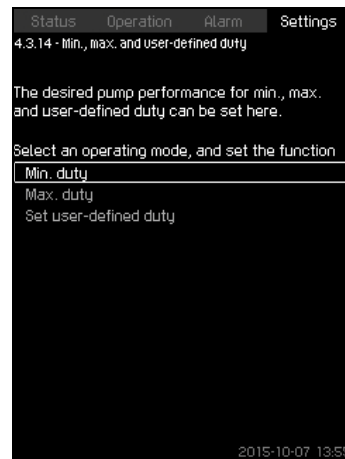 Status Operation Alarm Settings
4.3.14 - Min., max. and user-defined duty
The desired pump performance for min., max.
and user-defined duty can be set here.
Select an operating mode, and set the function
Min. duty
Max. duty
Set user-defined duty
2015-10-07 13:55